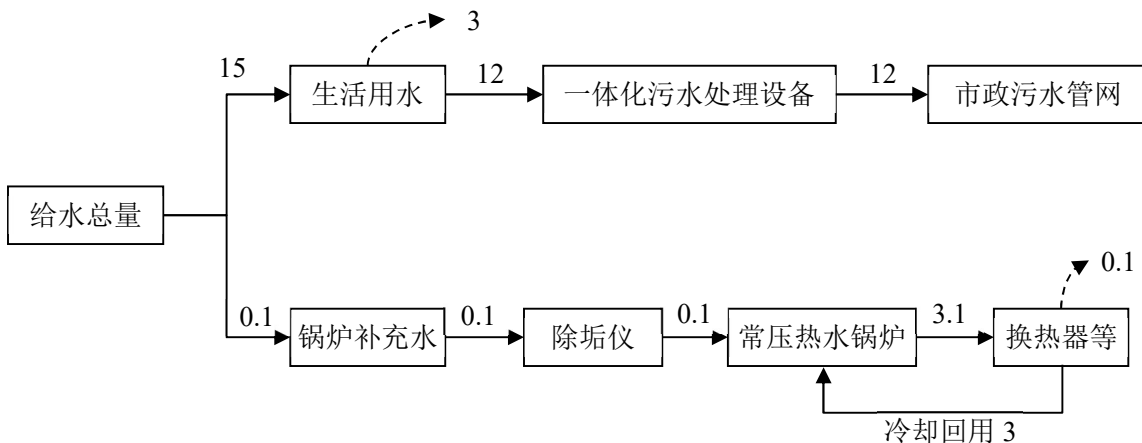 3
15
生活用水
12
一体化污水处理设备
12
市政污水管网
给水总量
0.1
锅炉补充水
0.1
除垢仪
0.1
常压热水锅炉
3.1
换热器等
0.1
冷却回用 3